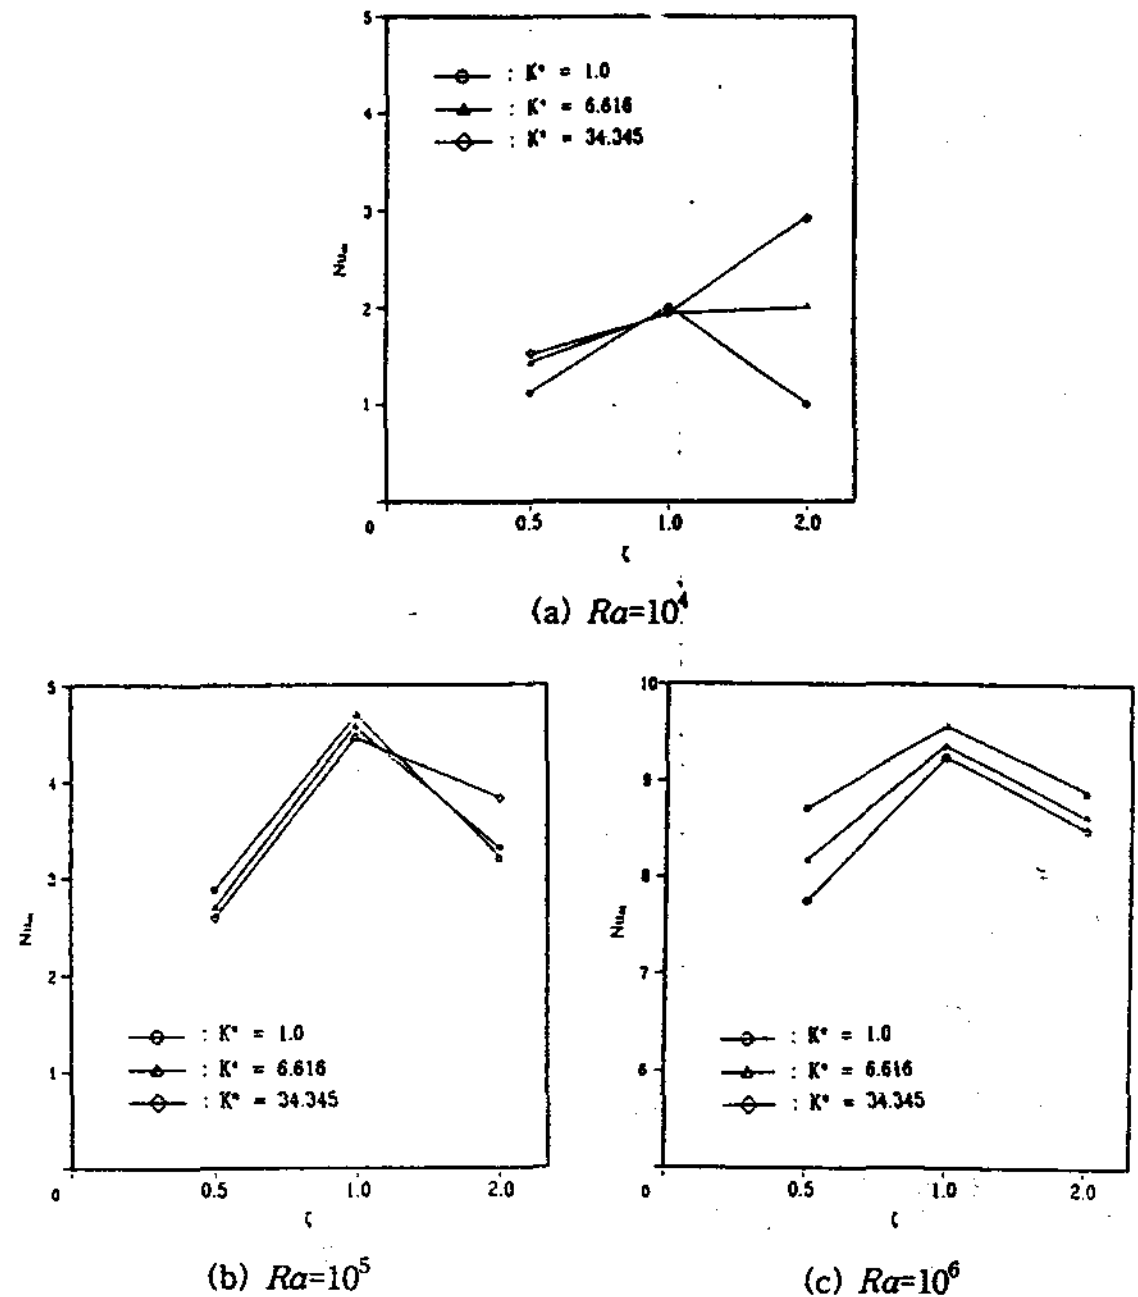 5
: K* = 1.0
: K* = 6.616
: K* = 34.345
4
3
Nuₘ
2
1
0 0.5 1.0 2.0
ζ
(a) Ra=10⁴
5
4
3
Nuₘ
2
: K* = 1.0
1
: K* = 6.616
: K* = 34.345
0 0.5 1.0 2.0
ζ
(b) Ra=10⁵
10
9
8
Nuₘ
7
: K* = 1.0
6
: K* = 6.616
: K* = 34.345
0 0.5 1.0 2.0
ζ
(c) Ra=10⁶